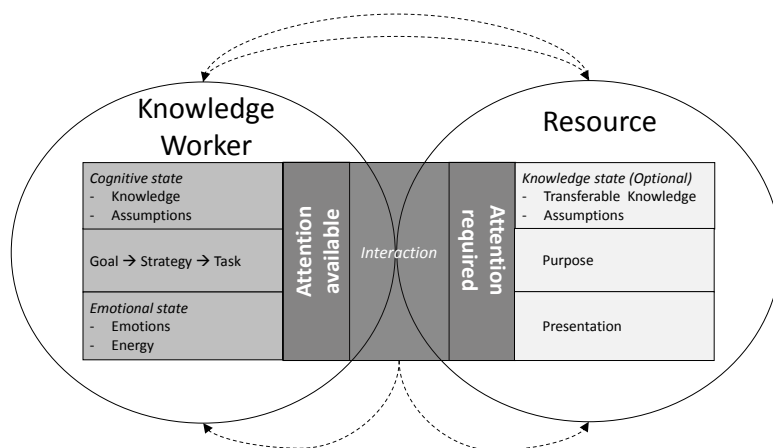 Knowledge
Worker
Resource
Cognitive state
- Knowledge
- Assumptions
Goal → Strategy → Task
Emotional state
- Emotions
- Energy
Attention
available
Interaction
Attention
required
Knowledge state (Optional)
- Transferable Knowledge
- Assumptions
Purpose
Presentation